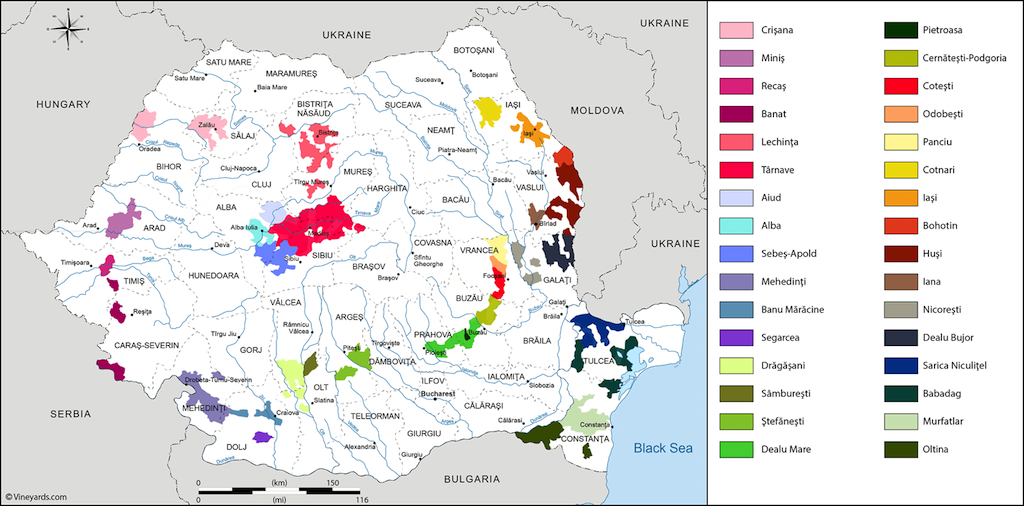 UKRAINE
UKRAINE
BOTOŞANI
SATU MARE
Satu Mare
MARAMUREŞ
Baia Mare
Suceava
Botoşani
HUNGARY
BISTRIŢA
NĂSĂUD
SUCEAVA
IAŞI
MOLDOVA
Zalău
SĂLAJ
Bistriţa
NEAMŢ
Iaşi
Oradea
Piatra-Neamţ
BIHOR
Cluj-Napoca
CLUJ
MUREŞ
Tîrgu Mureş
Bacău
Vaslui
VASLUI
HARGHITA
BACĂU
ALBA
Alba-Iulia
Mediaş
Ciuc
Bîrlad
Arad
ARAD
Mureş
Deva
SIBIU
Sibiu
COVASNA
Sfîntu
Gheorghe
VRANCEA
UKRAINE
Timişoara
TIMIŞ
HUNEDOARA
BRAŞOV
Braşov
Focşani
GALAŢI
Reşiţa
VÂLCEA
BUZĂU
Galaţi
Brăila
Tulcea
Tîrgu Jiu
Râmnicu
Vâlcea
ARGEŞ
PRAHOVA
Buzău
BRĂILA
CARAŞ-SEVERIN
GORJ
Piteşti
Tîrgovişte
Ploieşti
DÂMBOVIŢA
TULCEA
Drobeta-Turnu-Severin
OLT
ILFOV
IALOMIŢA
Slobozia
Slatina
Bucharest
SERBIA
MEHEDINŢI
Craiova
TELEORMAN
CĂLĂRAŞI
Călăraşi
Constanţa
CONSTANŢA
DOLJ
Alexandria
GIURGIU
Giurgiu
Dunărea
Black Sea
BULGARIA
0 (km) 150
0 (mi) 116
© Vineyards.com
Crişana
Miniş
Recaş
Banat
Lechinţa
Târnave
Aiud
Alba
Sebeş-Apold
Mehedinţi
Banu Mărăcine
Segarcea
Drăgăşani
Sâmbureşti
Ştefăneşti
Dealu Mare
Pietroasa
Cernăteşti-Podgoria
Coteşti
Odobeşti
Panciu
Cotnari
Iaşi
Bohotin
Huşi
Iana
Nicoreşti
Dealu Bujor
Sarica Niculiţel
Babadag
Murfatlar
Oltina